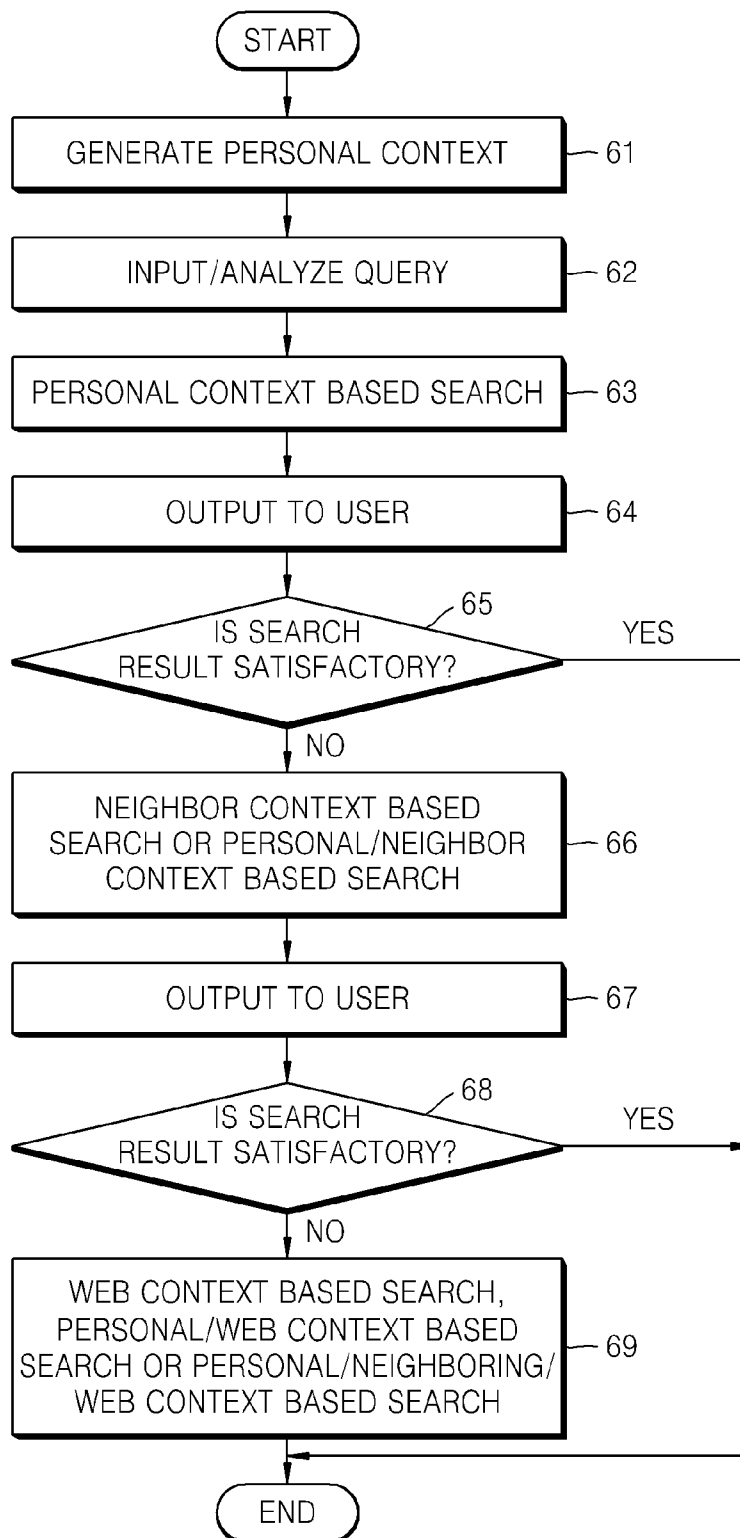 START
GENERATE PERSONAL CONTEXT
61
INPUT/ANALYZE QUERY
62
PERSONAL CONTEXT BASED SEARCH
63
OUTPUT TO USER
64
65
IS SEARCH
RESULT SATISFACTORY?
YES
NO
NEIGHBOR CONTEXT BASED
SEARCH OR PERSONAL/NEIGHBOR
CONTEXT BASED SEARCH
66
OUTPUT TO USER
67
68
IS SEARCH
RESULT SATISFACTORY?
YES
NO
WEB CONTEXT BASED SEARCH,
PERSONAL/WEB CONTEXT BASED
SEARCH OR PERSONAL/NEIGHBORING/
WEB CONTEXT BASED SEARCH
69
END